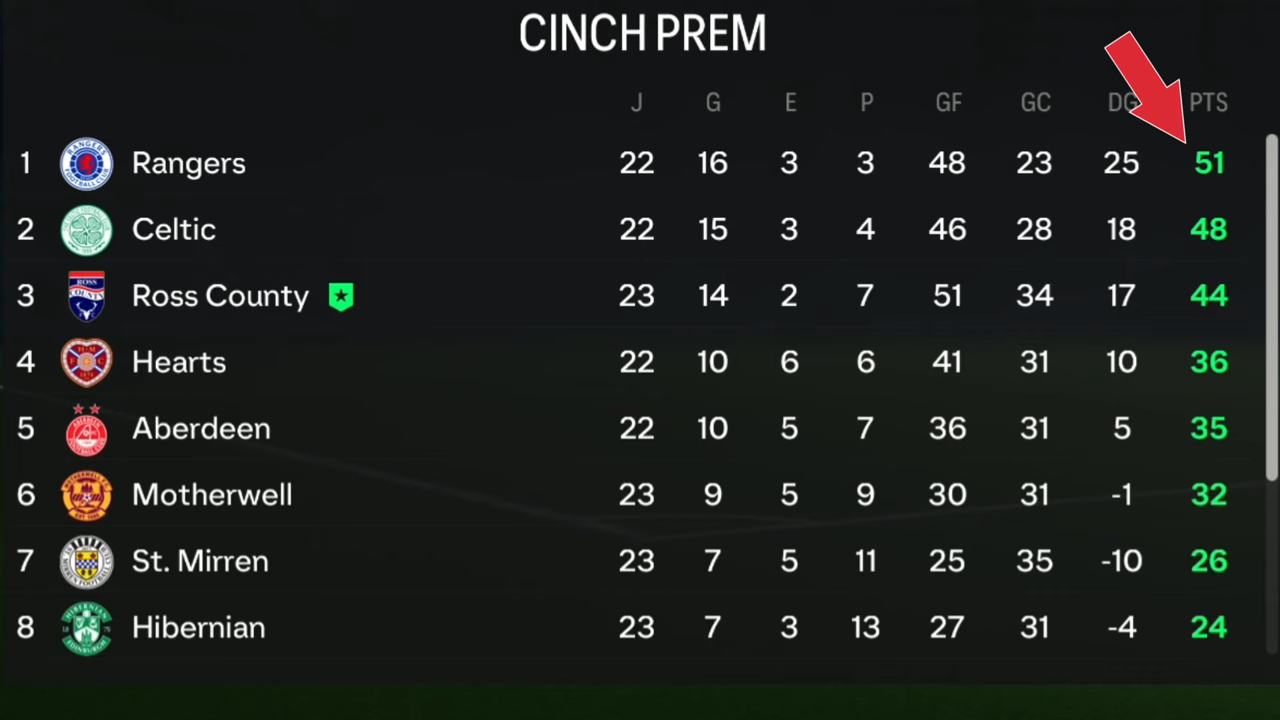 CINCH PREM
J G E P GF GC DG PTS
1 Rangers 22 16 3 3 48 23 25 51
2 Celtic 22 15 3 4 46 28 18 48
3 Ross County 23 14 2 7 51 34 17 44
4 Hearts 22 10 6 6 41 31 10 36
5 Aberdeen 22 10 5 7 36 31 5 35
6 Motherwell 23 9 5 9 30 31 -1 32
7 St. Mirren 23 7 5 11 25 35 -10 26
8 Hibernian 23 7 3 13 27 31 -4 24